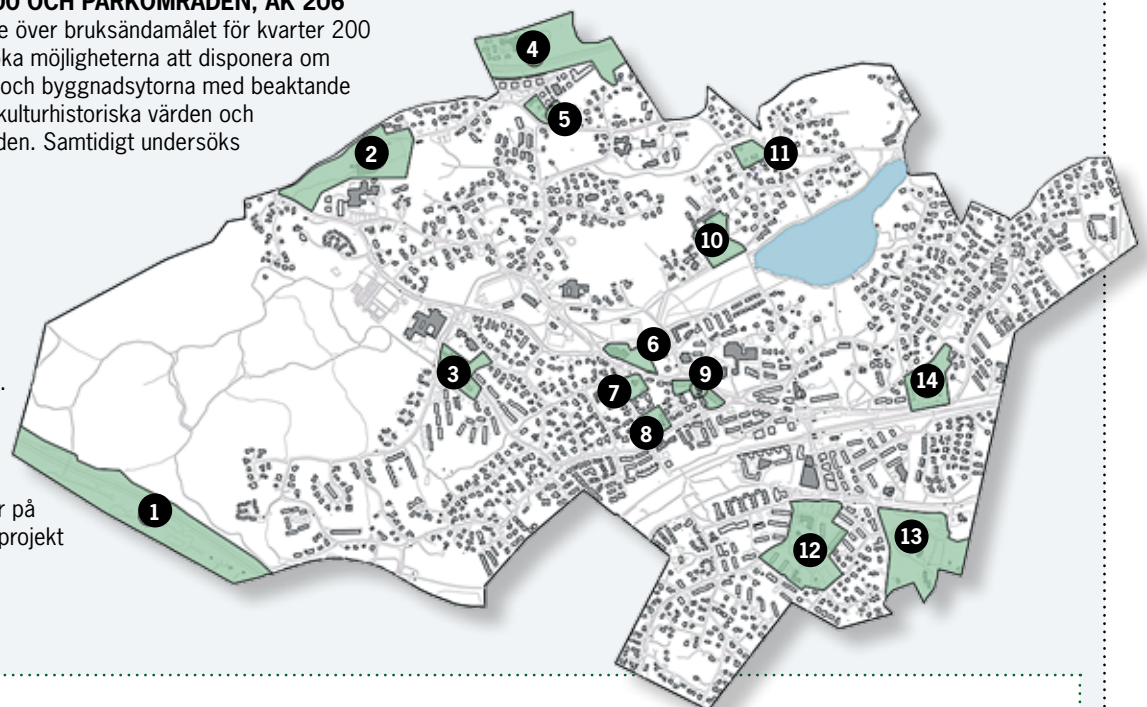 00 OCH PARKOMRÅDEN, AK 206
e över bruksändamålet för kvarter 200
öka möjligheterna att disponera om
och byggnadsytorna med beaktande
kulturhistoriska värden och
den. Samtidigt undersöks
.
r på
projekt
4
5
2
11
10
6
3
9
7
14
8
1
13
12